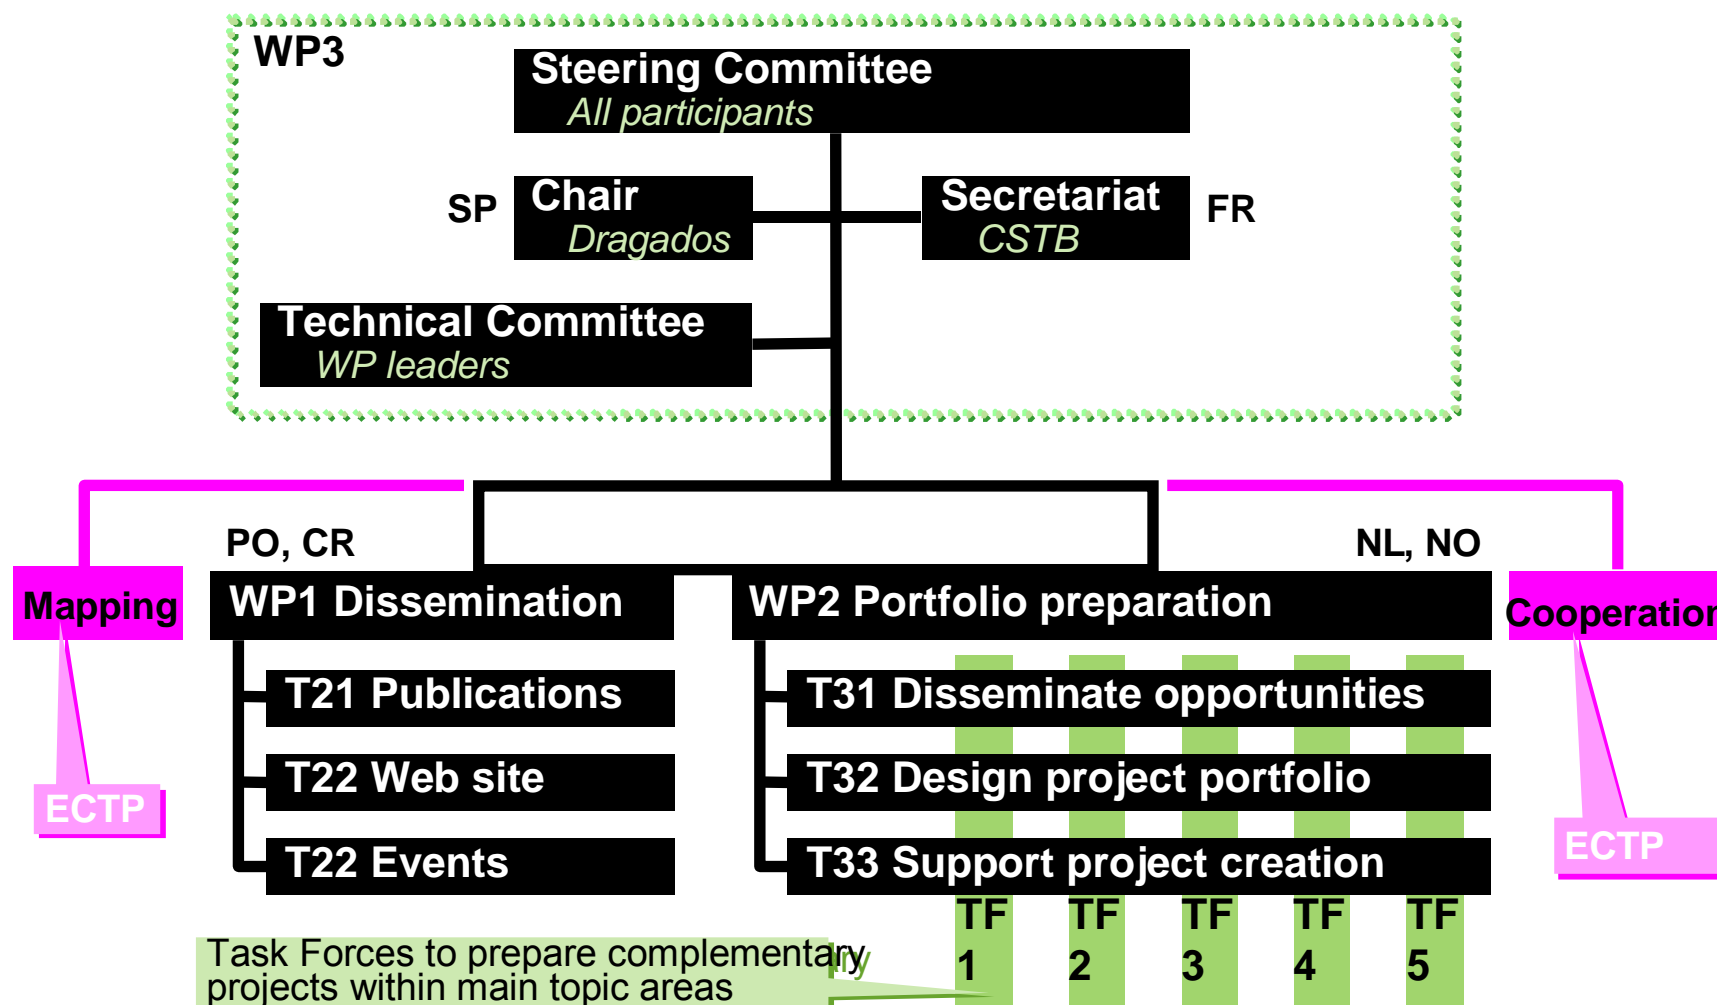 WP3
Steering Committee
All participants
SP
Chair
Dragados
Secretariat
CSTB
FR
Technical Committee
WP leaders
PO, CR
NL, NO
Mapping
WP1 Dissemination
WP2 Portfolio preparation
Cooperation
T21 Publications
T31 Disseminate opportunities
T22 Web site
T32 Design project portfolio
ECTP
ECTP
T22 Events
T33 Support project creation
TF TF TF TF TF
1 2 3 4 5
Task Forces to prepare complementary
projects within main topic areas